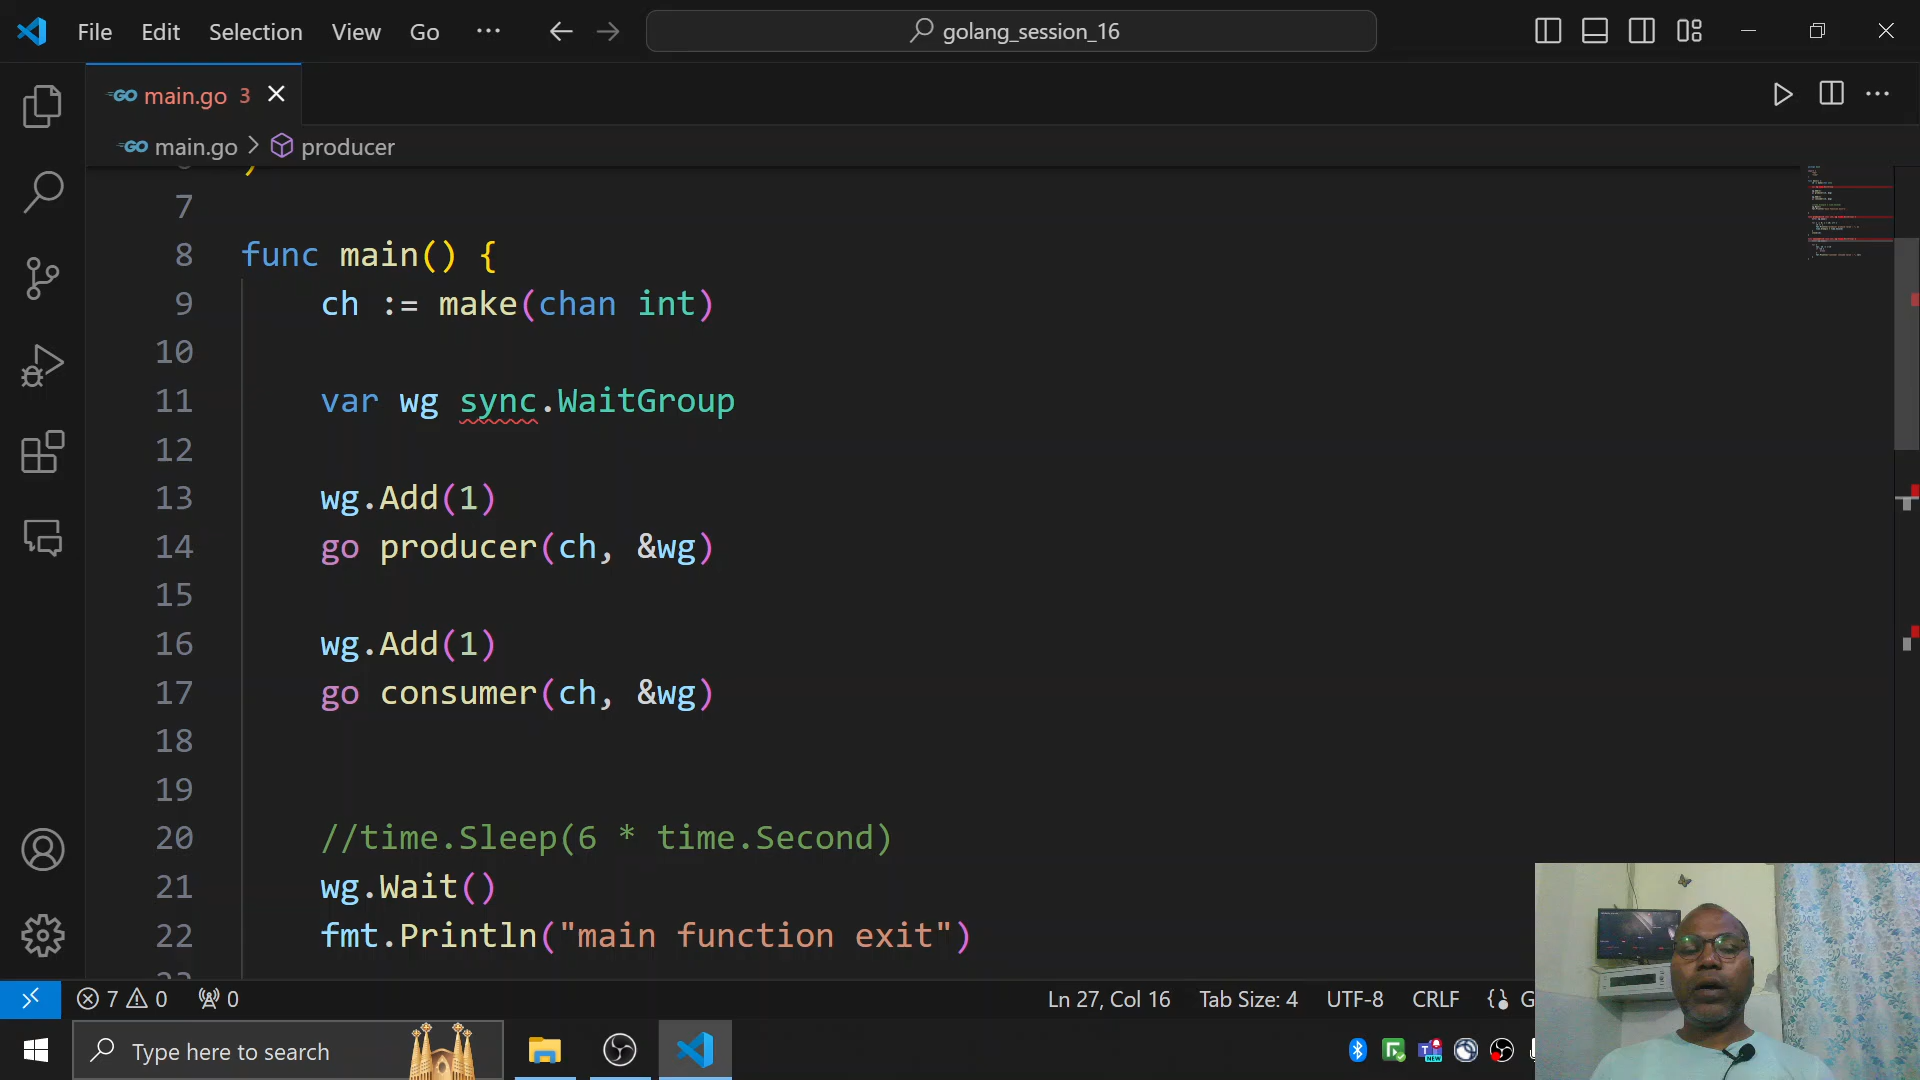 File Edit Selection View Go ··· golang_session_16
GO main.go 3
GO main.go > producer
7
8 func main() {
9 ch := make(chan int)
10
11 var wg sync.WaitGroup
12
13 wg.Add(1)
14 go producer(ch, &wg)
15
16 wg.Add(1)
17 go consumer(ch, &wg)
18
19
20 //time.Sleep(6 * time.Second)
21 wg.Wait()
22 fmt.Println("main function exit")
7 0 0 Ln 27, Col 16 Tab Size: 4 UTF-8 CRLF
Type here to search